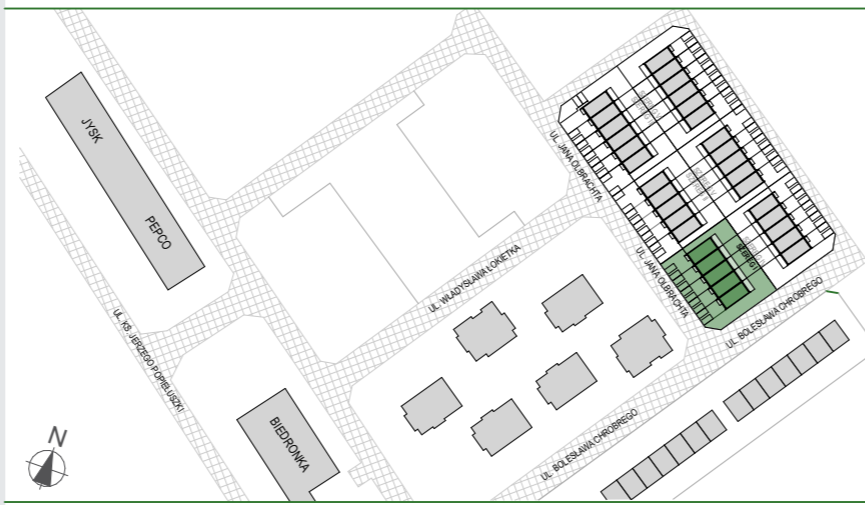 JYSK
PEPCO
UL. JANA OLBRACHTA
UL. WŁADYSŁAWA ŁOKIETKA
UL. JANA OLBRACHTA
SZEREG I
UL. BOLESŁAWA CHROBREGO
UL. KS. JERZEGO POPIEŁUSZKI
BIEDRONKA
UL. BOLESŁAWA CHROBREGO
N